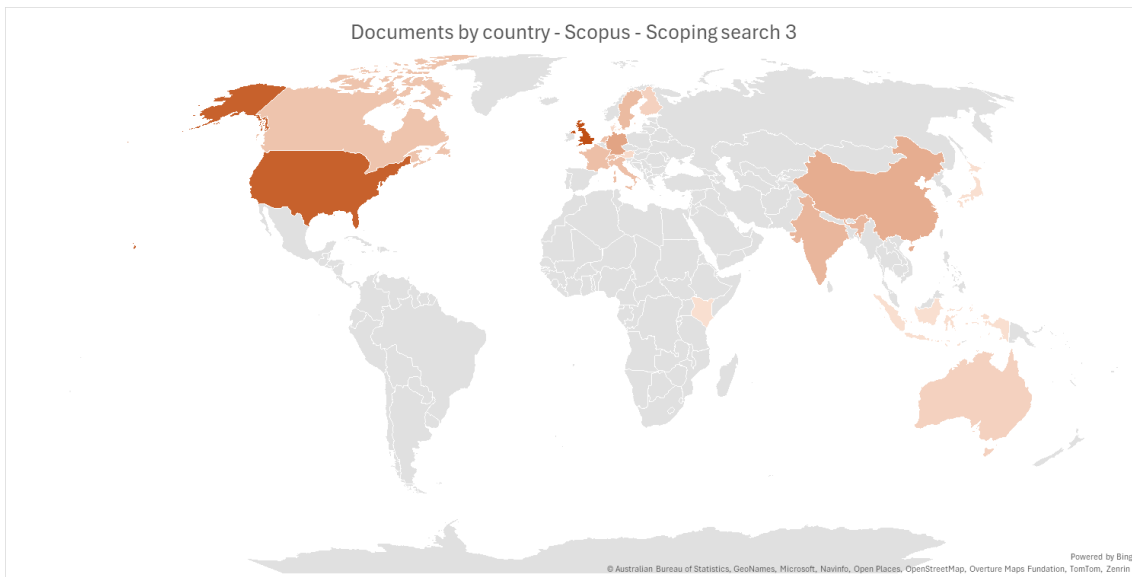 Documents by country - Scopus - Scoping search 3
Powered by Bing
© Australian Bureau of Statistics, GeoNames, Microsoft, Navinfo, Open Places, OpenStreetMap, Overture Maps Fundation, TomTom, Zenrin